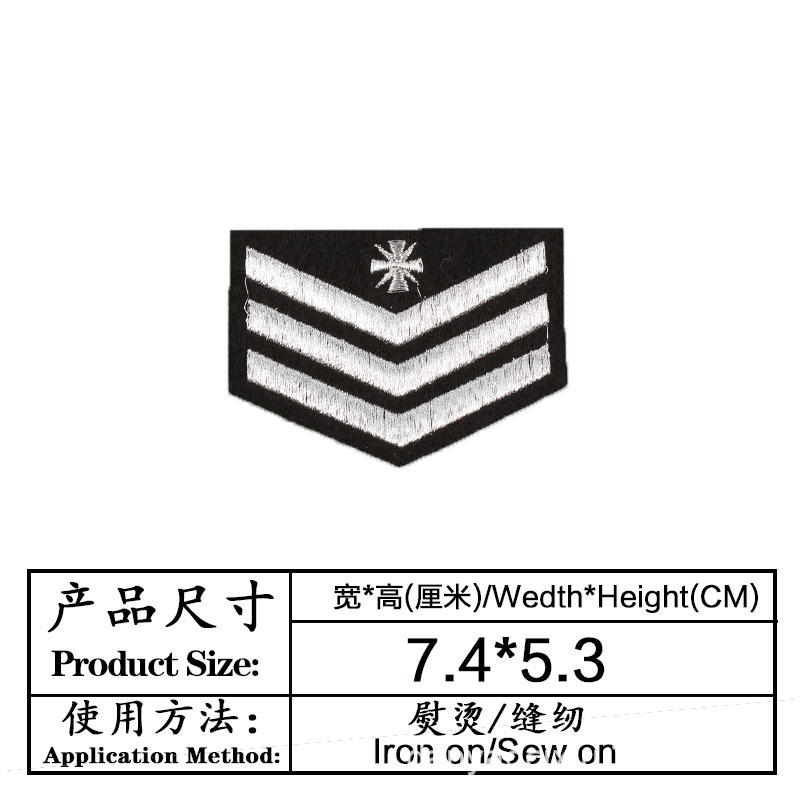 产品尺寸
Product Size:
宽*高(厘米)/Wedth*Height(CM)
7.4*5.3
使用方法：
Application Method:
熨烫/缝纫
Iron on/Sew on